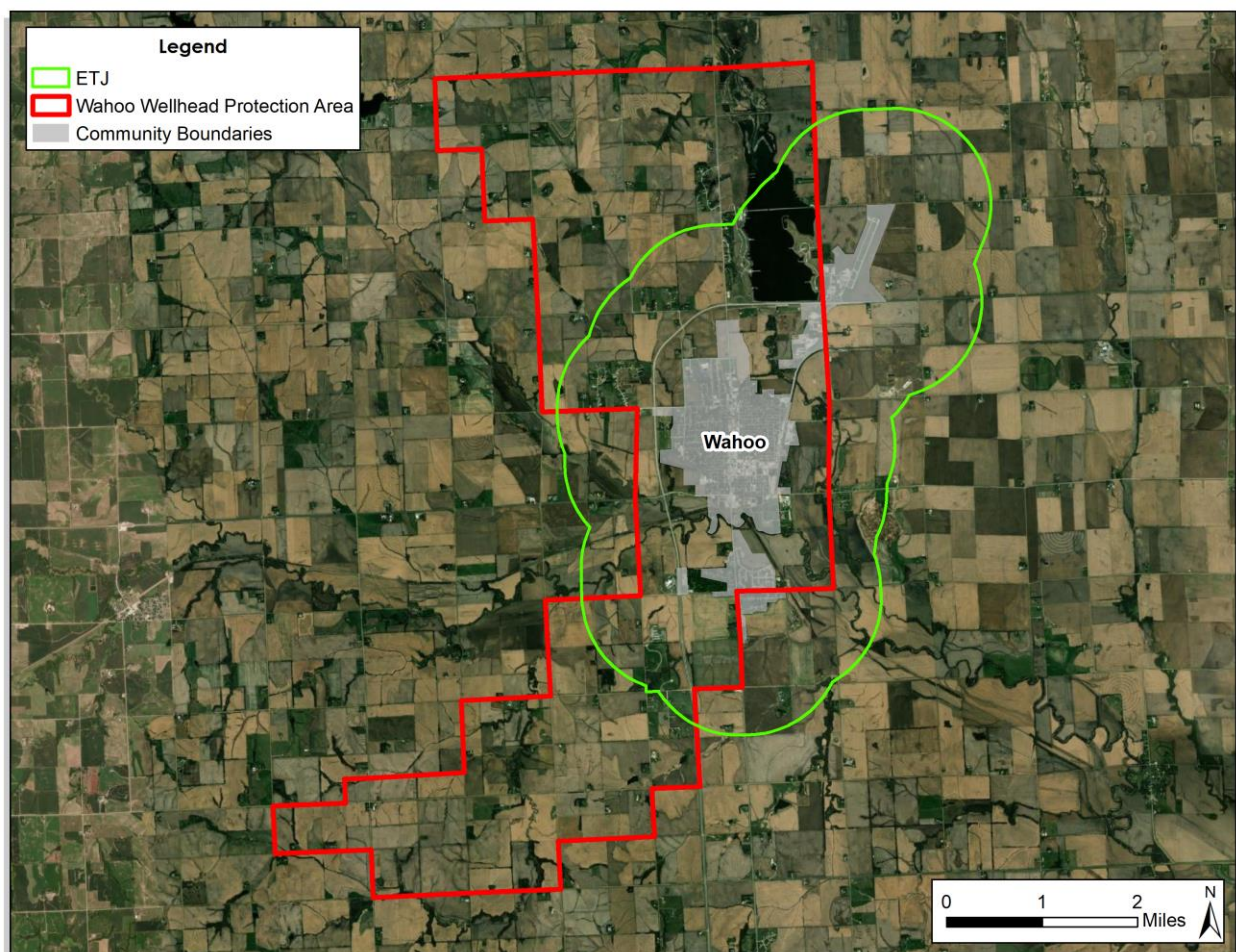 Legend
ETJ
Wahoo Wellhead Protection Area
Community Boundaries
Wahoo
0 1 2
Miles
N